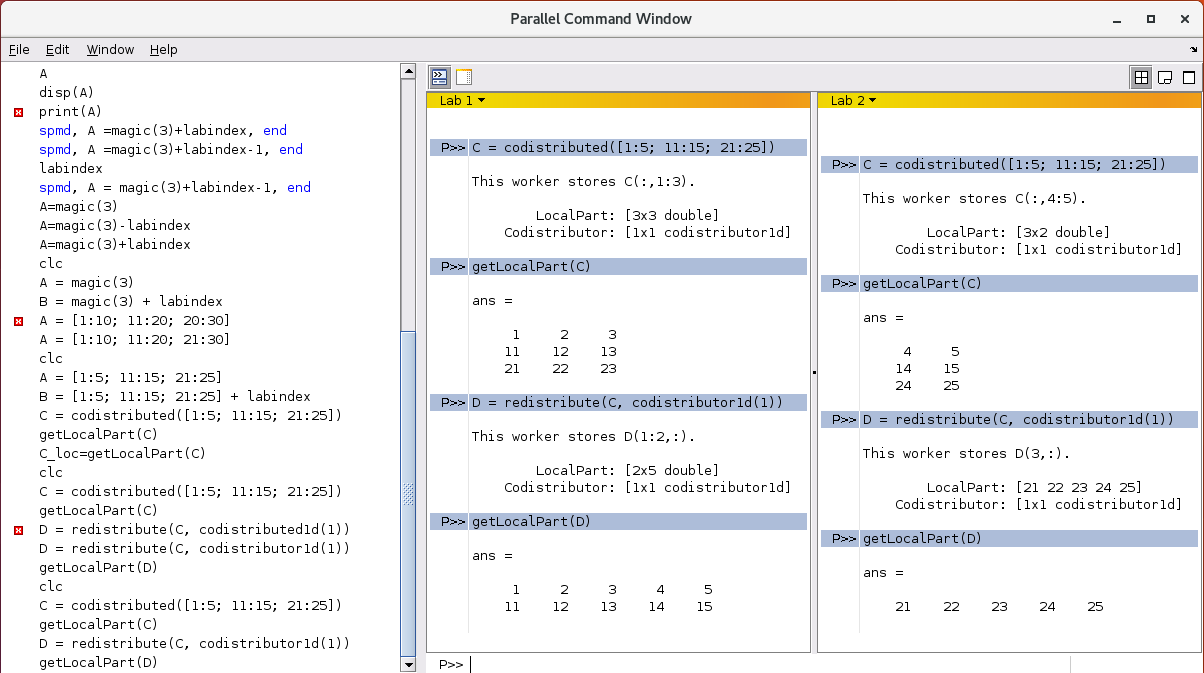 Parallel Command Window
File Edit Window Help
A
disp(A)
print(A)
spmd, A =magic(3)+labindex, end
spmd, A =magic(3)+labindex-1, end
labindex
spmd, A = magic(3)+labindex-1, end
A=magic(3)
A=magic(3)-labindex
A=magic(3)+labindex
clc
A = magic(3)
B = magic(3) + labindex
A = [1:10; 11:20; 20:30]
A = [1:10; 11:20; 21:30]
clc
A = [1:5; 11:15; 21:25]
B = [1:5; 11:15; 21:25] + labindex
C = codistributed([1:5; 11:15; 21:25])
getLocalPart(C)
C_loc=getLocalPart(C)
clc
C = codistributed([1:5; 11:15; 21:25])
getLocalPart(C)
D = redistribute(C, codistributed1d(1))
D = redistribute(C, codistributor1d(1))
getLocalPart(D)
clc
C = codistributed([1:5; 11:15; 21:25])
getLocalPart(C)
D = redistribute(C, codistributor1d(1))
getLocalPart(D)
Lab 1
P>> C = codistributed([1:5; 11:15; 21:25])
This worker stores C(:,1:3).
LocalPart: [3x3 double]
Codistributor: [1x1 codistributor1d]
P>> getLocalPart(C)
ans =
1 2 3
11 12 13
21 22 23
P>> D = redistribute(C, codistributor1d(1))
This worker stores D(1:2,:).
LocalPart: [2x5 double]
Codistributor: [1x1 codistributor1d]
P>> getLocalPart(D)
ans =
1 2 3 4 5
11 12 13 14 15
Lab 2
P>> C = codistributed([1:5; 11:15; 21:25])
This worker stores C(:,4:5).
LocalPart: [3x2 double]
Codistributor: [1x1 codistributor1d]
P>> getLocalPart(C)
ans =
4 5
14 15
24 25
P>> D = redistribute(C, codistributor1d(1))
This worker stores D(3,:).
LocalPart: [21 22 23 24 25]
Codistributor: [1x1 codistributor1d]
P>> getLocalPart(D)
ans =
21 22 23 24 25
P>>